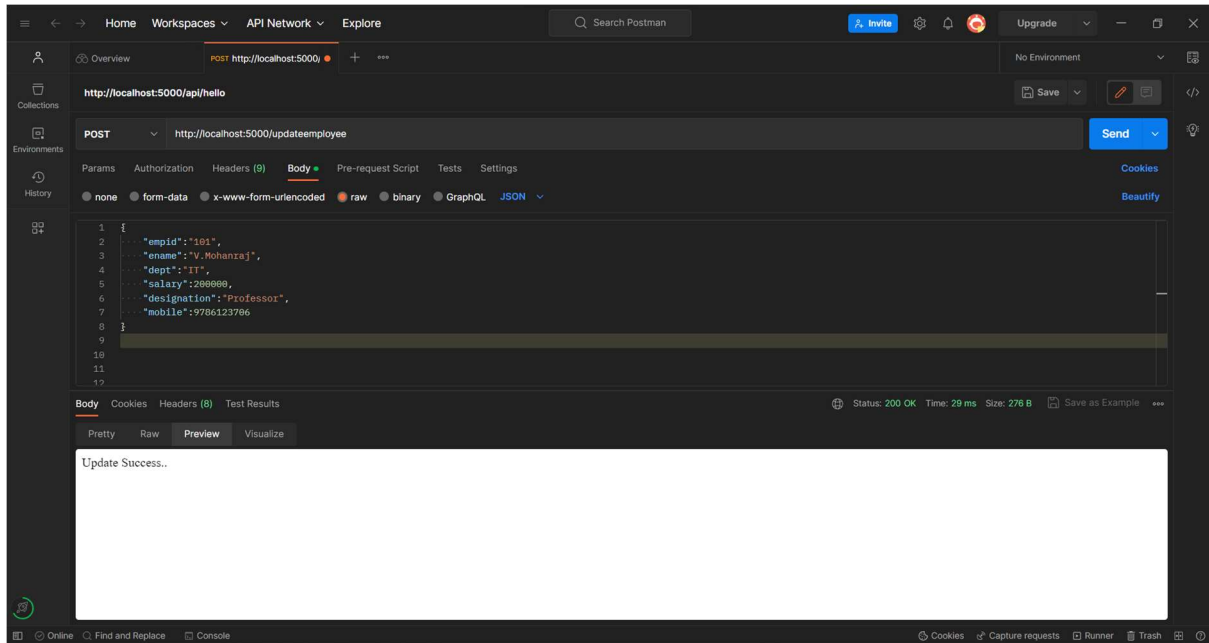 Home Workspaces API Network Explore Search Postman Invite Upgrade
Overview POST http://localhost:5000/ No Environment
http://localhost:5000/api/hello Save
POST http://localhost:5000/updateemployee Send
Params Authorization Headers (9) Body Pre-request Script Tests Settings Cookies
none form-data x-www-form-urlencoded raw binary GraphQL JSON Beautify
Collections
Environments
History
1 {
2 "empid":"101",
3 "ename":"V.Mohanraj",
4 "dept":"IT",
5 "salary":200000,
6 "designation":"Professor",
7 "mobile":9786123706
8 }
9
10
11
12
Body Cookies Headers (8) Test Results Status: 200 OK Time: 29 ms Size: 276 B Save as Example
Pretty Raw Preview Visualize
Update Success..
Online Find and Replace Console Cookies Capture requests Runner Trash